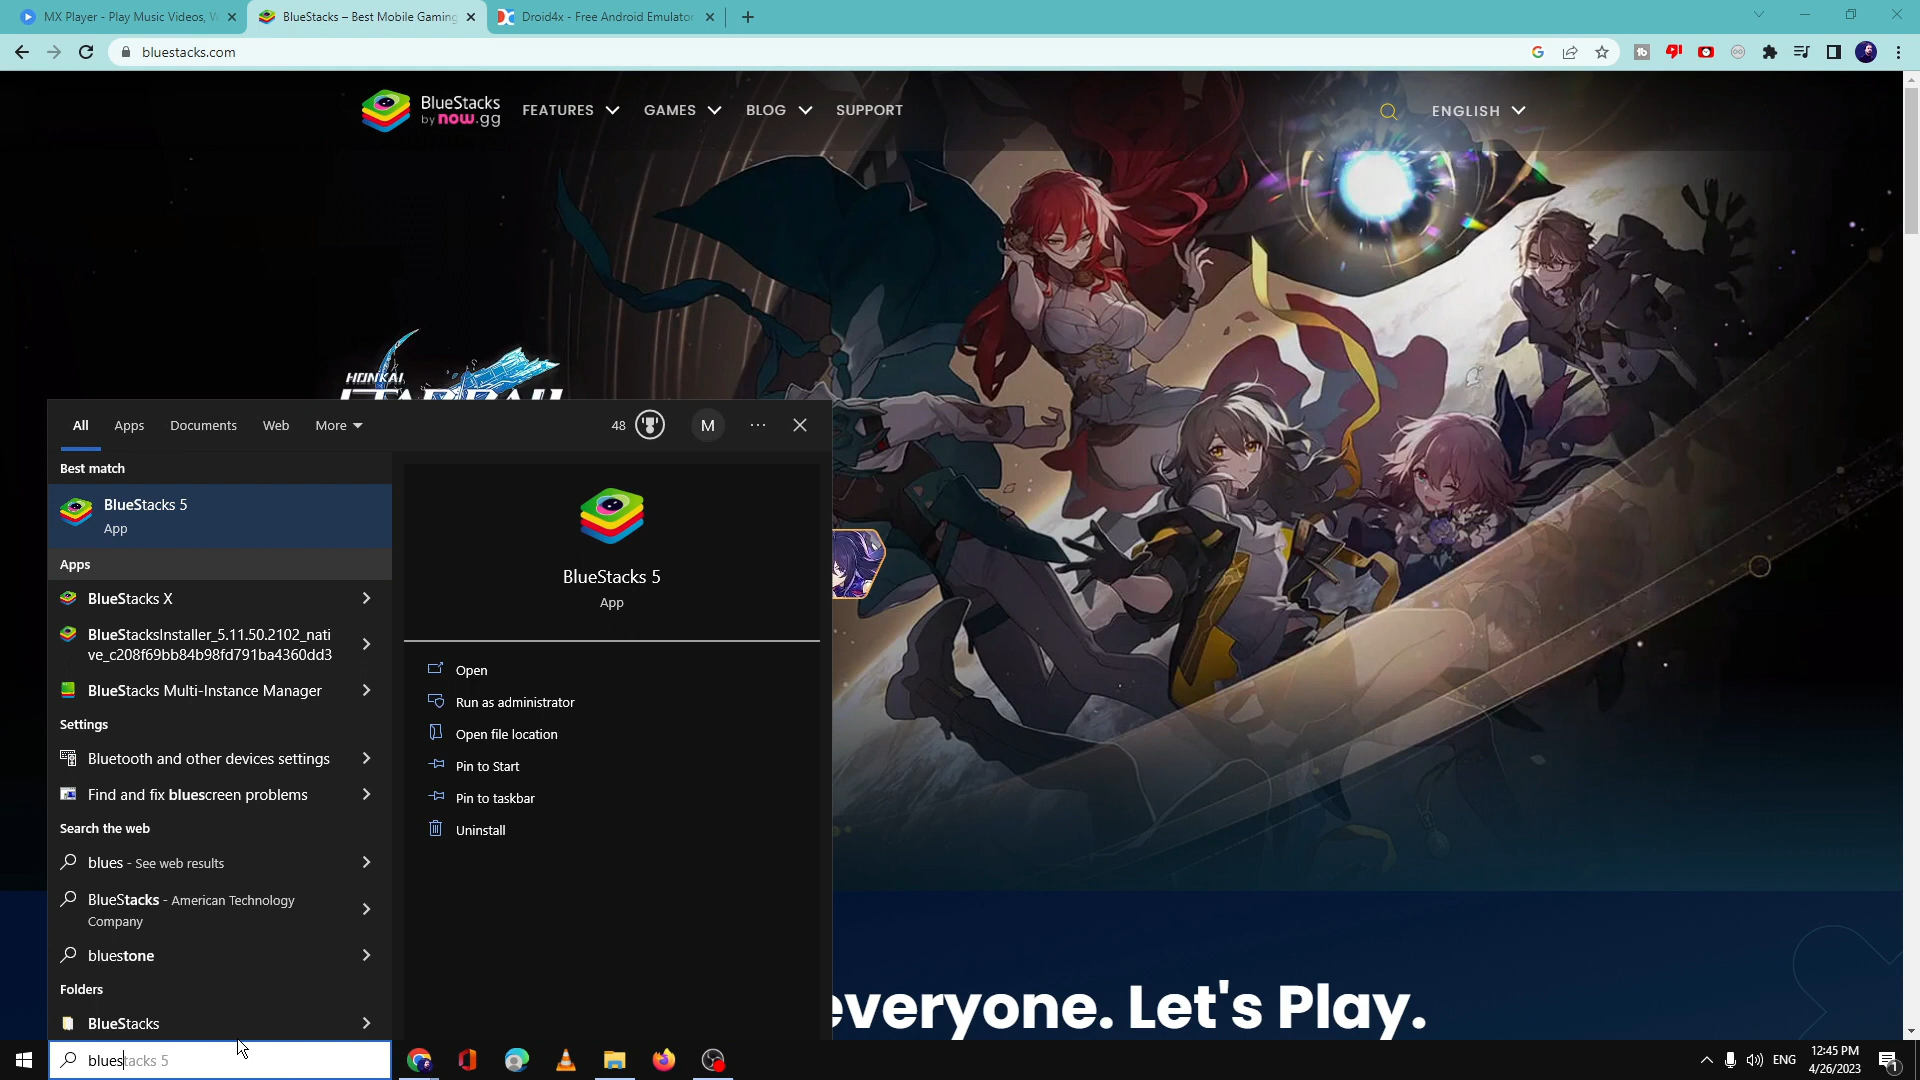 MX Player - Play Music Videos, W
BlueStacks – Best Mobile Gaming
Droid4x - Free Android Emulator
bluestacks.com
BlueStacks
by now.gg
FEATURES
GAMES
BLOG
SUPPORT
ENGLISH
HONKAI
STAR RAIL
All
Apps
Documents
Web
More
48
M
Best match
BlueStacks 5
App
Apps
BlueStacks X
BlueStacksInstaller_5.11.50.2102_nati
ve_c208f69bb84b98fd791ba4360dd3
BlueStacks Multi-Instance Manager
Settings
Bluetooth and other devices settings
Find and fix bluescreen problems
Search the web
blues - See web results
BlueStacks - American Technology
Company
bluestone
Folders
BlueStacks
BlueStacks 5
App
Open
Run as administrator
Open file location
Pin to Start
Pin to taskbar
Uninstall
everyone. Let's Play.
bluestacks 5
ENG
12:45 PM
4/26/2023
1